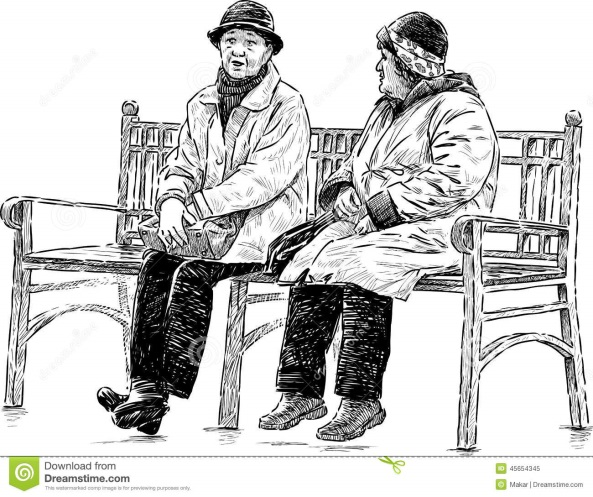 Download from
Dreamstime.com
This watermarked comp image is for previewing purposes only.
45654345
Makar | Dreamstime.com